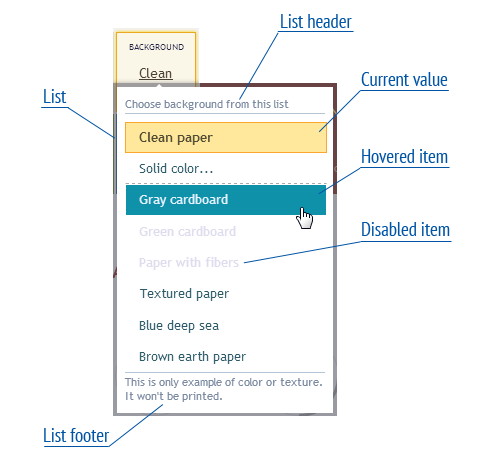 List header
BACKGROUND
Clean
Current value
List
Choose background from this list
Clean paper
Hovered item
Solid color...
Gray cardboard
Disabled item
Green cardboard
Paper with fibers
Textured paper
Blue deep sea
Brown earth paper
This is only example of color or texture.
It won't be printed.
List footer